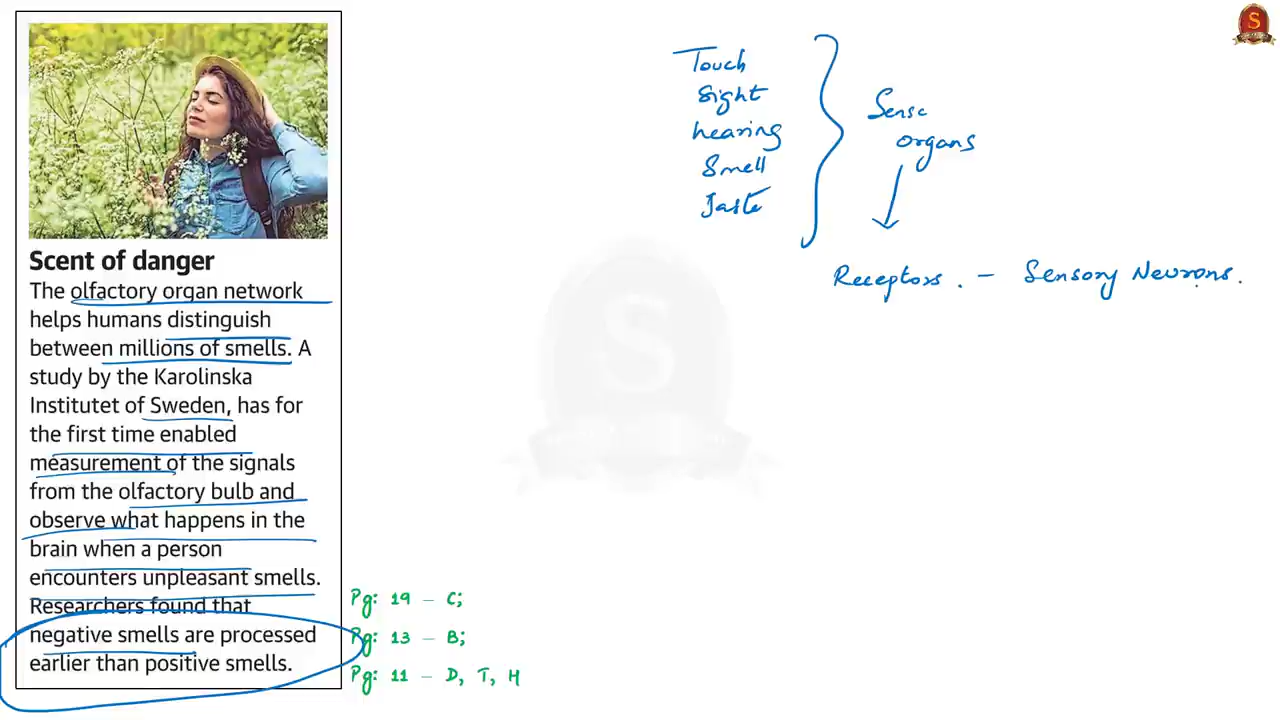 Scent of danger
The olfactory organ network
helps humans distinguish
between millions of smells. A
study by the Karolinska
Institutet of Sweden, has for
the first time enabled
measurement of the signals
from the olfactory bulb and
observe what happens in the
brain when a person
encounters unpleasant smells.
Researchers found that
negative smells are processed
earlier than positive smells.
Pg: 19 – C;
Pg: 13 – B;
Pg: 11 – D, T, H
Touch
Sight
hearing
Smell
Taste
Sense
organs
Receptors. – Sensory Neurons.
S
S